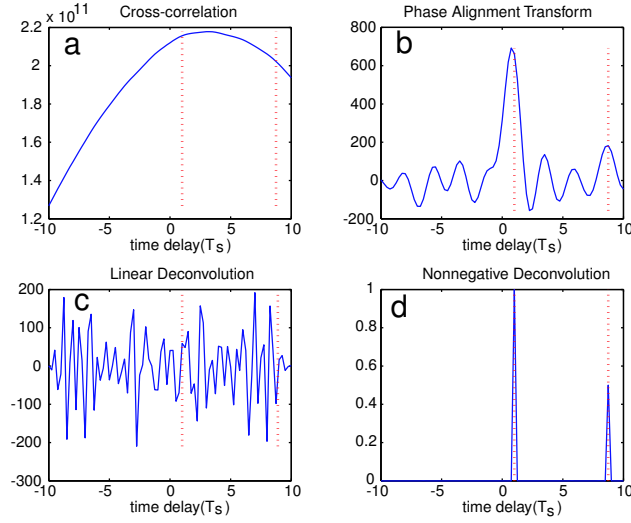 Cross-correlation
x 10^11
a
2.2
2
1.8
1.6
1.4
1.2
-10 -5 0 5 10
time delay(T_S)
Phase Alignment Transform
b
800
600
400
200
0
-200
-10 -5 0 5 10
time delay(T_S)
Linear Deconvolution
c
200
100
0
-100
-200
-300
-10 -5 0 5 10
time delay(T_S)
Nonnegative Deconvolution
d
1
0.8
0.6
0.4
0.2
0
-10 -5 0 5 10
time delay(T_S)